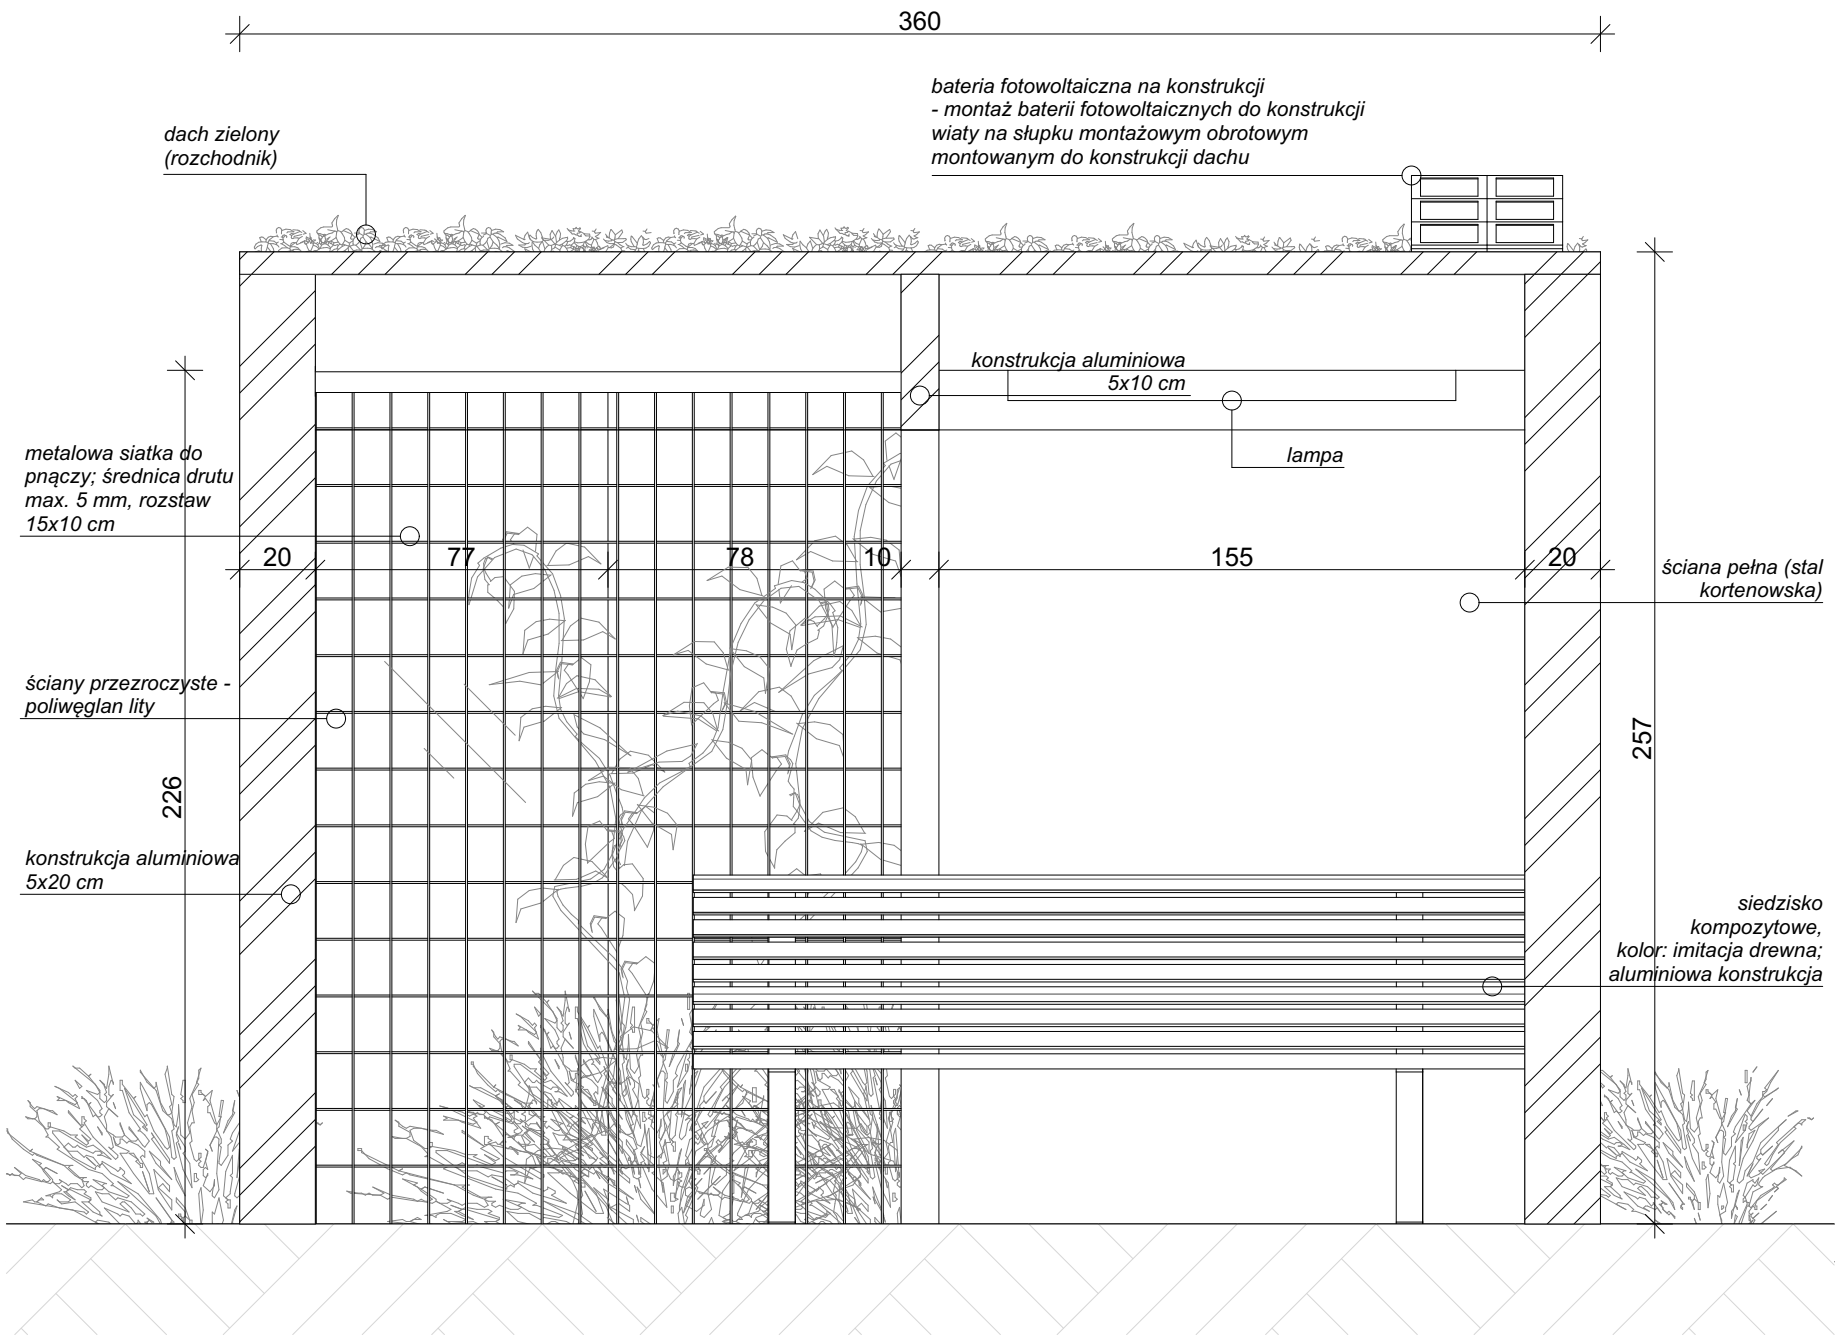 360
bateria fotowoltaiczna na konstrukcji
- montaż baterii fotowoltaicznych do konstrukcji
wiaty na słupku montażowym obrotowym
montowanym do konstrukcji dachu
dach zielony
(rozchodnik)
konstrukcja aluminiowa
5x10 cm
lampa
metalowa siatka do
pnączy; średnica drutu
max. 5 mm, rozstaw
15x10 cm
20
77
78
10
155
20
ściana pełna (stal
kortenowska)
ściany przezroczyste -
poliwęglan lity
226
257
konstrukcja aluminiowa
5x20 cm
siedzisko
kompozytowe,
kolor: imitacja drewna;
aluminiowa konstrukcja